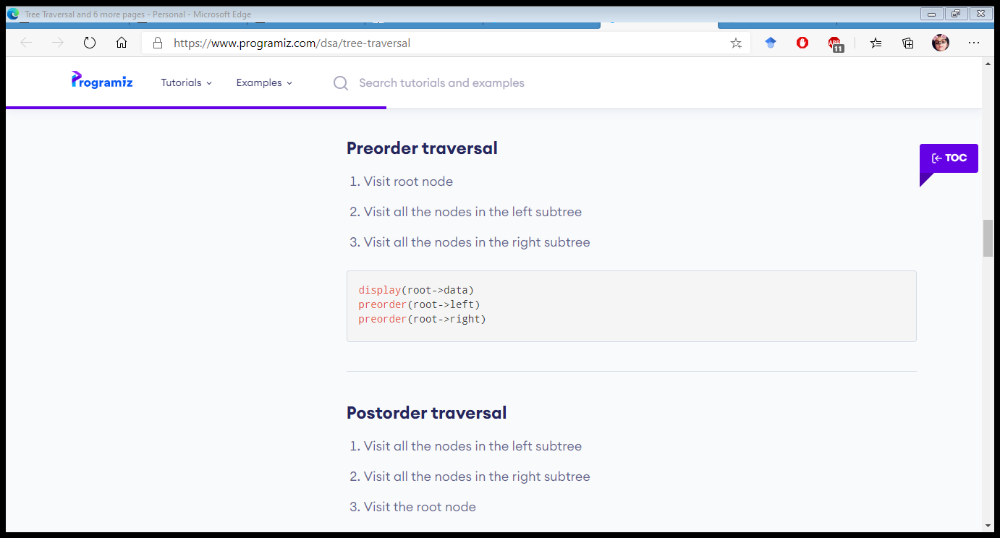 Tree Traversal and 6 more pages - Personal - Microsoft Edge
https://www.programiz.com/dsa/tree-traversal
11
Programiz
Tutorials
Examples
Search tutorials and examples
TOC
Preorder traversal
1. Visit root node
2. Visit all the nodes in the left subtree
3. Visit all the nodes in the right subtree
display(root->data)
preorder(root->left)
preorder(root->right)
Postorder traversal
1. Visit all the nodes in the left subtree
2. Visit all the nodes in the right subtree
3. Visit the root node